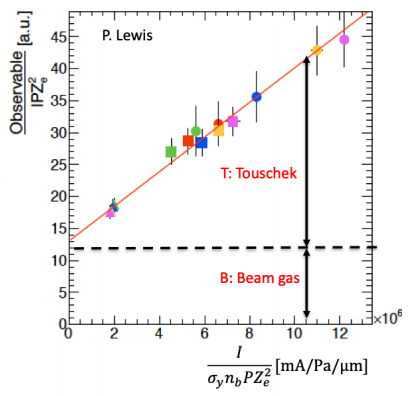 P. Lewis
Observable [a.u.]
IPZ_e^2
45
40
35
30
25
20
15
10
5
0
T: Touschek
B: Beam gas
0 2 4 6 8 10 12 ×10^6
I
σ_y n_b PZ_e^2 [mA/Pa/μm]